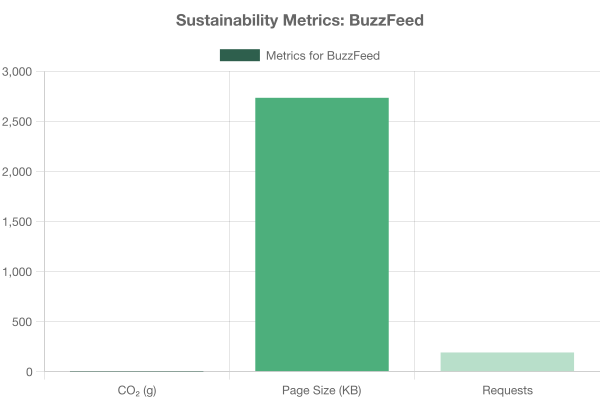 Sustainability Metrics: BuzzFeed
Metrics for BuzzFeed
3,000
2,500
2,000
1,500
1,000
500
0
CO₂ (g)
Page Size (KB)
Requests